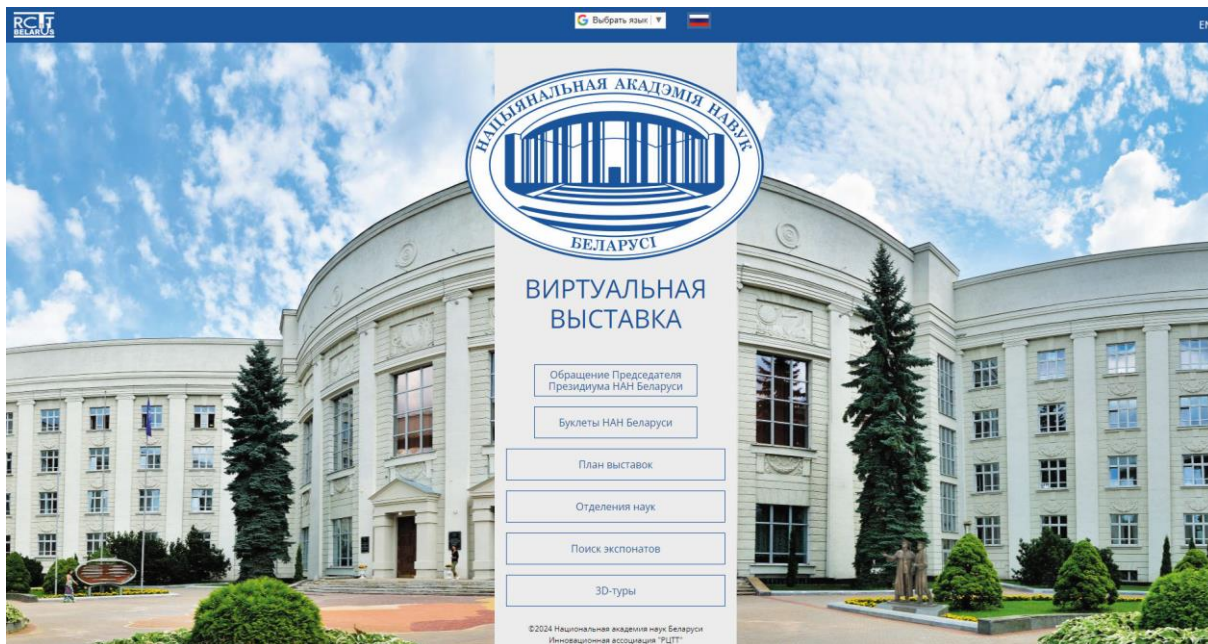 RCTT
BELARUS
Выбрать язык ▼
НАЦЫЯНАЛЬНАЯ АКАДЭМІЯ НАВУК
БЕЛАРУСІ
ВИРТУАЛЬНАЯ
ВЫСТАВКА
Обращение Председателя
Президиума НАН Беларуси
Буклеты НАН Беларуси
План выставок
Отделения наук
Поиск экспонатов
3D-туры
©2024 Национальная академия наук Беларуси
Инновационная ассоциация "РЦТТ"